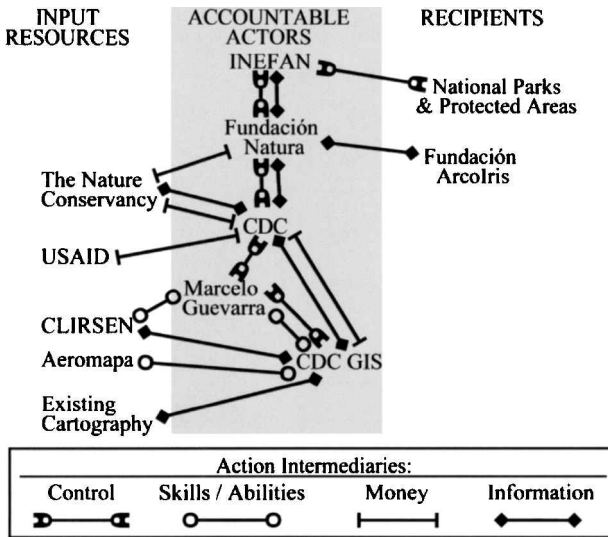 INPUT
RESOURCES
ACCOUNTABLE
ACTORS
RECIPIENTS
INEFAN
National Parks
& Protected Areas
Fundación
Natura
Fundación
ArcoIris
The Nature
Conservancy
CDC
USAID
Marcelo
Guevarra
CLIRSEN
CDC GIS
Aeromapa
Existing
Cartography
Action Intermediaries:
Control Skills / Abilities Money Information